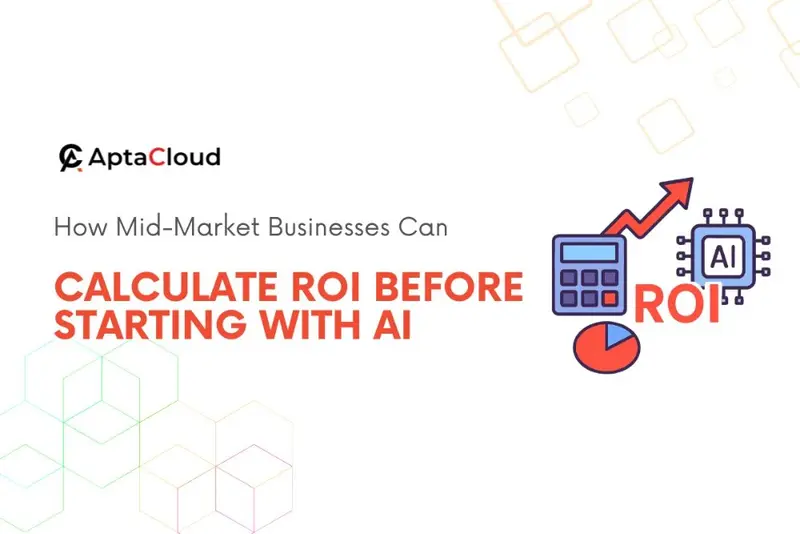 AptaCloud
How Mid-Market Businesses Can
CALCULATE ROI BEFORE
STARTING WITH AI
AI
ROI